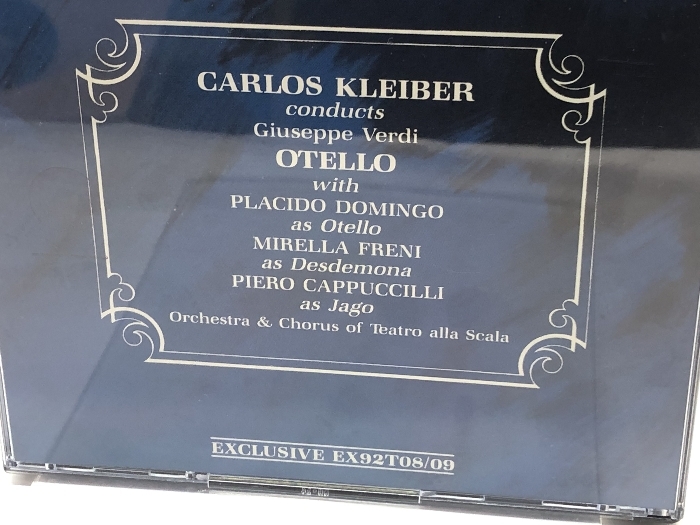 CARLOS KLEIBER
conducts
Giuseppe Verdi
OTELLO
with
PLACIDO DOMINGO
as Otello
MIRELLA FRENI
as Desdemona
PIERO CAPPUCCILLI
as Jago
Orchestra & Chorus of Teatro alla Scala
EXCLUSIVE EX92T08/09